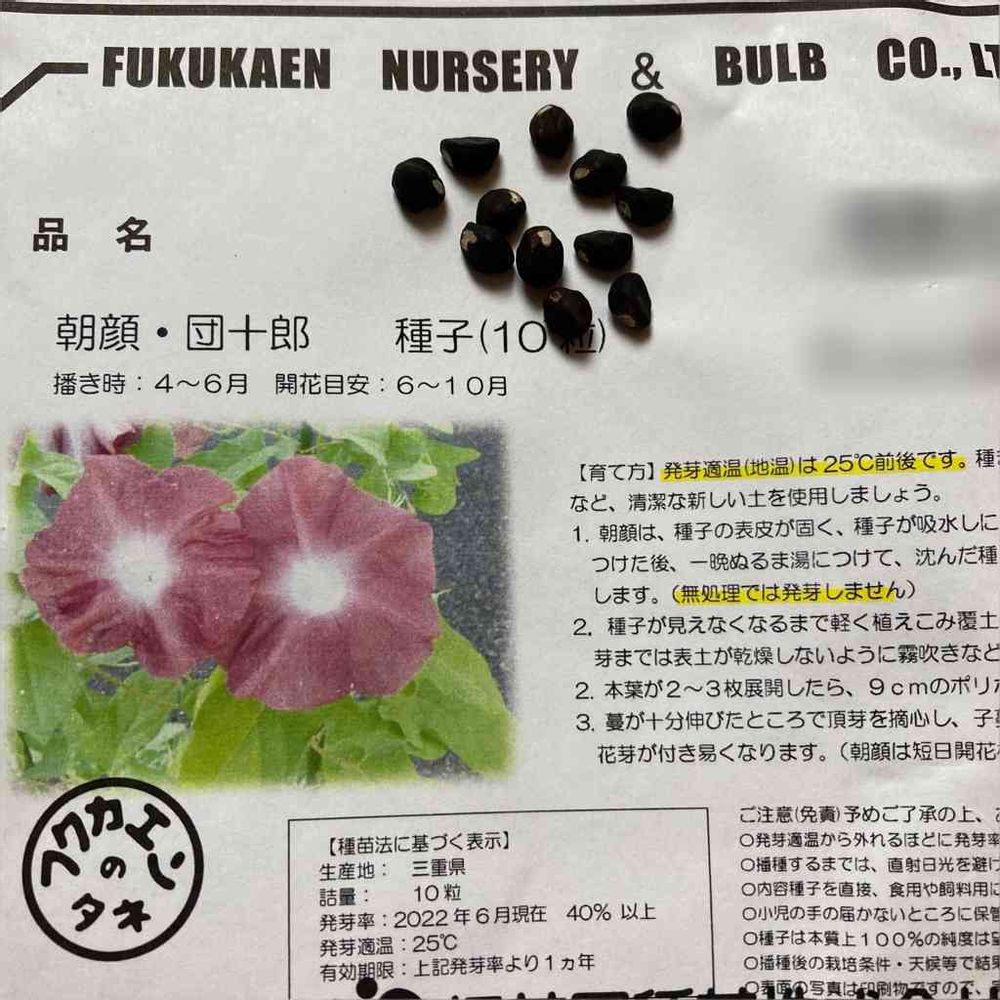 FUKUKAEN NURSERY & BULB CO., LT
品 名
朝顔・団十郎 種子(10粒)
播き時：４～６月 開花目安：６～１０月
【育て方】発芽適温(地温)は25℃前後です。種
など、清潔な新しい土を使用しましょう。
1. 朝顔は、種子の表皮が固く、種子が吸水しに
つけた後、一晩ぬるま湯につけて、沈んだ種
します。（無処理では発芽しません）
2. 種子が見えなくなるまで軽く植えこみ覆土
芽までは表土が乾燥しないように霧吹きなど
2. 本葉が２～３枚展開したら、９ｃｍのポリポ
3. 蔓が十分伸びたところで頂芽を摘心し、子
花芽が付き易くなります。（朝顔は短日開花
フクカエンのタネ
【種苗法に基づく表示】
生産地： 三重県
詰量： 10粒
発芽率：2022年６月現在 40% 以上
発芽適温：25℃
有効期限：上記発芽率より１ヵ年
ご注意(免責)予めご了承の上、
○発芽適温から外れるほどに発芽率
○播種するまでは、直射日光を避け
○内容種子を直接、食用や飼料用に
○小児の手の届かないところに保管
○種子は本質上１００％の純度は
○播種後の栽培条件・天候等で結果
○表面の写真は印刷物ですので、